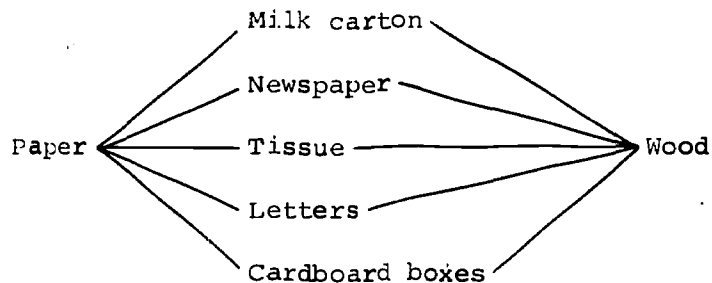 Milk carton
Newspaper
Paper Tissue Wood
Letters
Cardboard boxes